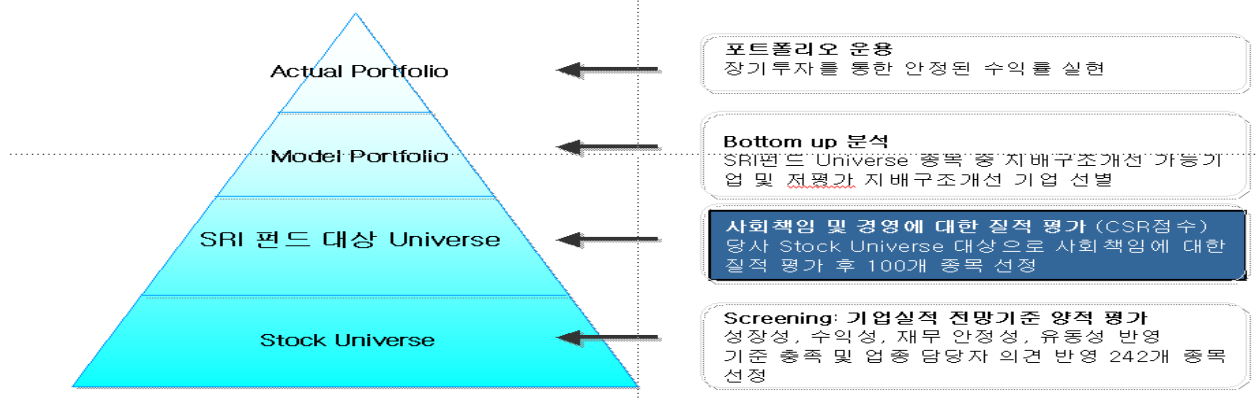 Actual Portfolio
포트폴리오 운용
장기투자를 통한 안정된 수익률 실현
Model Portfolio
Bottom up 분석
SRI펀드 Universe 종목 중 지배구조개선 가능기
업 및 저평가 지배구조개선 기업 선별
SRI 펀드 대상 Universe
사회책임 및 경영에 대한 질적 평가 (CSR점수)
당사 Stock Universe 대상으로 사회책임에 대한
질적 평가 후 100개 종목 선정
Stock Universe
Screening: 기업실적 전망기준 양적 평가
성장성, 수익성, 재무 안정성, 유동성 반영
기준 충족 및 업종 담당자 의견 반영 242개 종목
선정